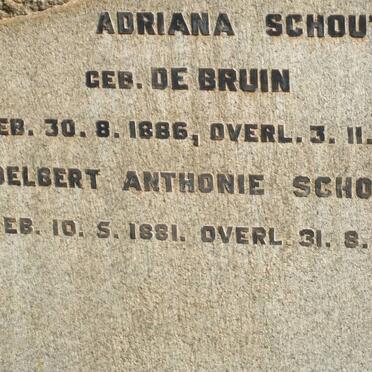 ADRIANA SCHOUT
GEB. DE BRUIN
EB. 30. 8. 1886, OVERL. 3. 11.
DELBERT ANTHONIE SCHO
EB. 10. 5. 1881. OVERL. 31. 8.